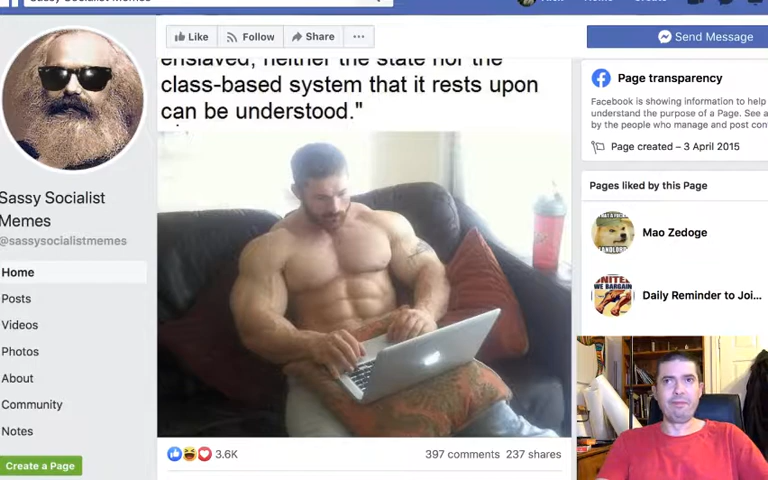 Sassy Socialist Memes
Like
Follow
Share
Send Message
enslaved, neither the state nor the
class-based system that it rests upon
can be understood."
Page transparency
Facebook is showing information to help
understand the purpose of a Page. See a
by the people who manage and post con
Page created – 3 April 2015
Sassy Socialist
Memes
@sassysocialistmemes
Pages liked by this Page
Mao Zedoge
Daily Reminder to Joi...
Home
Posts
Videos
Photos
About
Community
Notes
Create a Page
3.6K
397 comments 237 shares